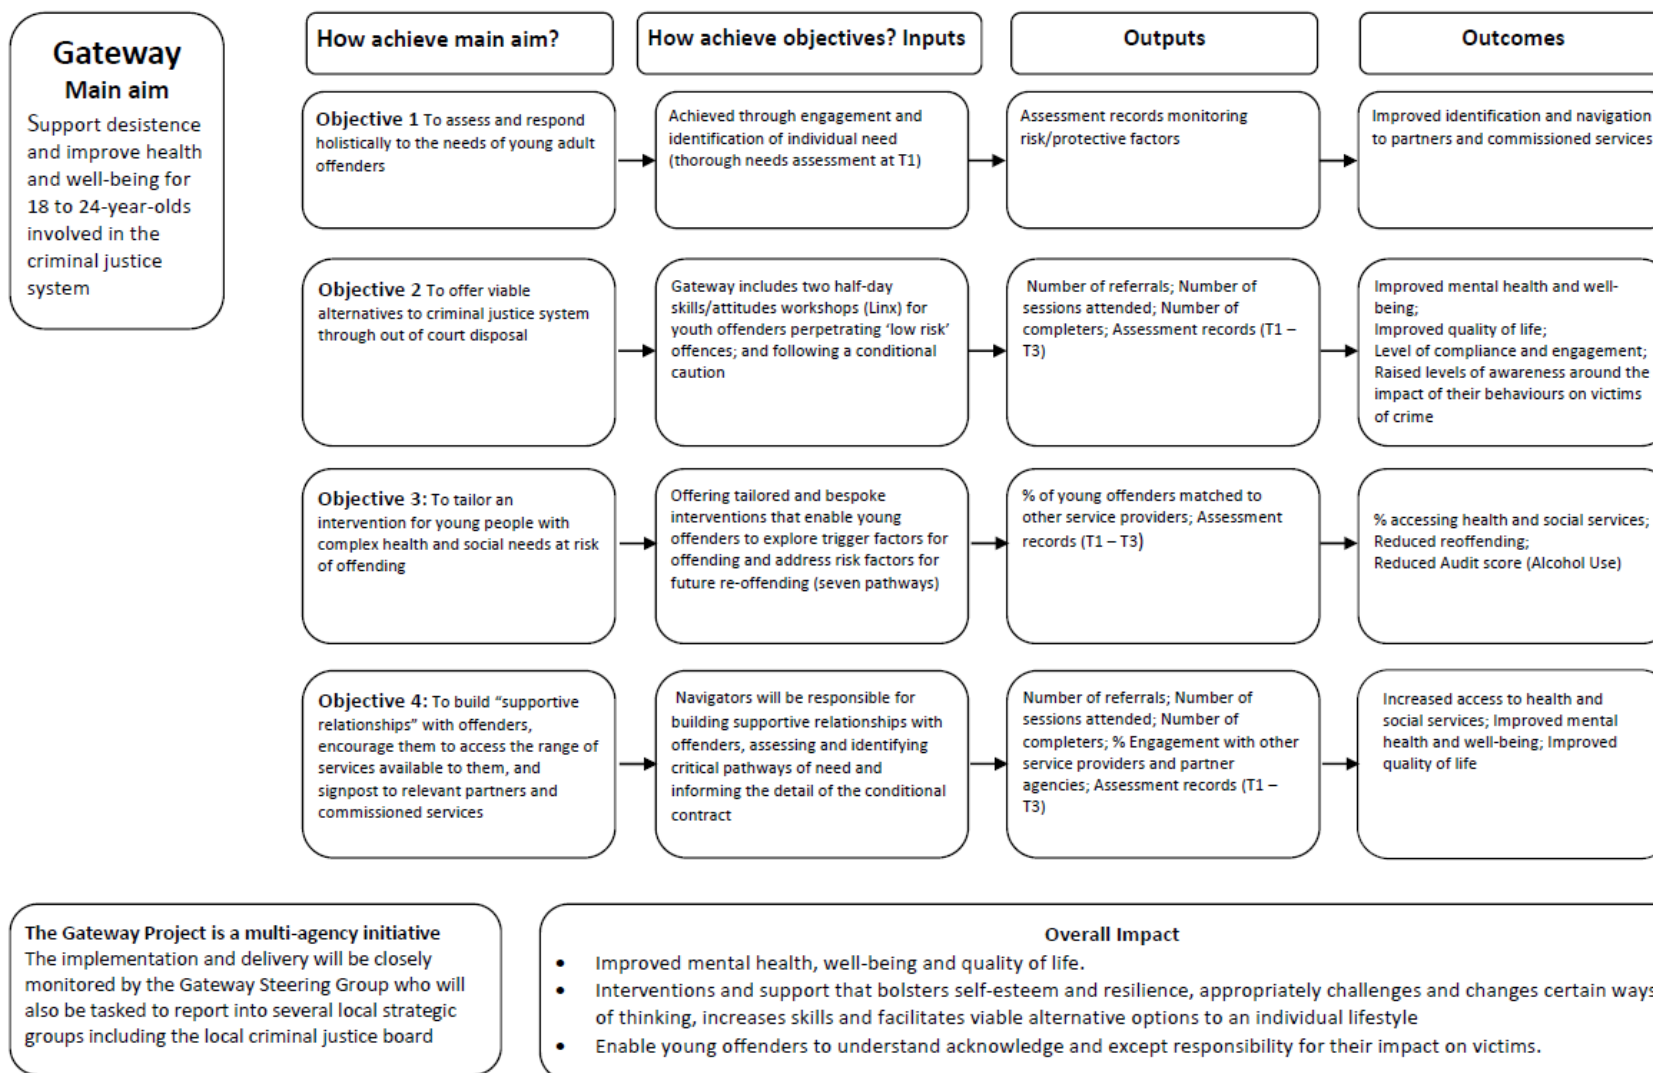 Gateway
Main aim
Support desistence
and improve health
and well-being for
18 to 24-year-olds
involved in the
criminal justice
system
How achieve main aim?
How achieve objectives? Inputs
Outputs
Outcomes
Objective 1 To assess and respond
holistically to the needs of young adult
offenders
Achieved through engagement and
identification of individual need
(thorough needs assessment at T1)
Assessment records monitoring
risk/protective factors
Improved identification and navigation
to partners and commissioned services
Objective 2 To offer viable
alternatives to criminal justice system
through out of court disposal
Gateway includes two half-day
skills/attitudes workshops (Linx) for
youth offenders perpetrating ‘low risk’
offences; and following a conditional
caution
Number of referrals; Number of
sessions attended; Number of
completers; Assessment records (T1 –
T3)
Improved mental health and well-
being;
Improved quality of life;
Level of compliance and engagement;
Raised levels of awareness around the
impact of their behaviours on victims
of crime
Objective 3: To tailor an
intervention for young people with
complex health and social needs at risk
of offending
Offering tailored and bespoke
interventions that enable young
offenders to explore trigger factors for
offending and address risk factors for
future re-offending (seven pathways)
% of young offenders matched to
other service providers; Assessment
records (T1 – T3)
% accessing health and social services;
Reduced reoffending;
Reduced Audit score (Alcohol Use)
Objective 4: To build “supportive
relationships” with offenders,
encourage them to access the range of
services available to them, and
signpost to relevant partners and
commissioned services
Navigators will be responsible for
building supportive relationships with
offenders, assessing and identifying
critical pathways of need and
informing the detail of the conditional
contract
Number of referrals; Number of
sessions attended; Number of
completers; % Engagement with other
service providers and partner
agencies; Assessment records (T1 –
T3)
Increased access to health and
social services; Improved mental
health and well-being; Improved
quality of life
The Gateway Project is a multi-agency initiative
The implementation and delivery will be closely
monitored by the Gateway Steering Group who will
also be tasked to report into several local strategic
groups including the local criminal justice board
Overall Impact
• Improved mental health, well-being and quality of life.
• Interventions and support that bolsters self-esteem and resilience, appropriately challenges and changes certain ways
of thinking, increases skills and facilitates viable alternative options to an individual lifestyle
• Enable young offenders to understand acknowledge and except responsibility for their impact on victims.